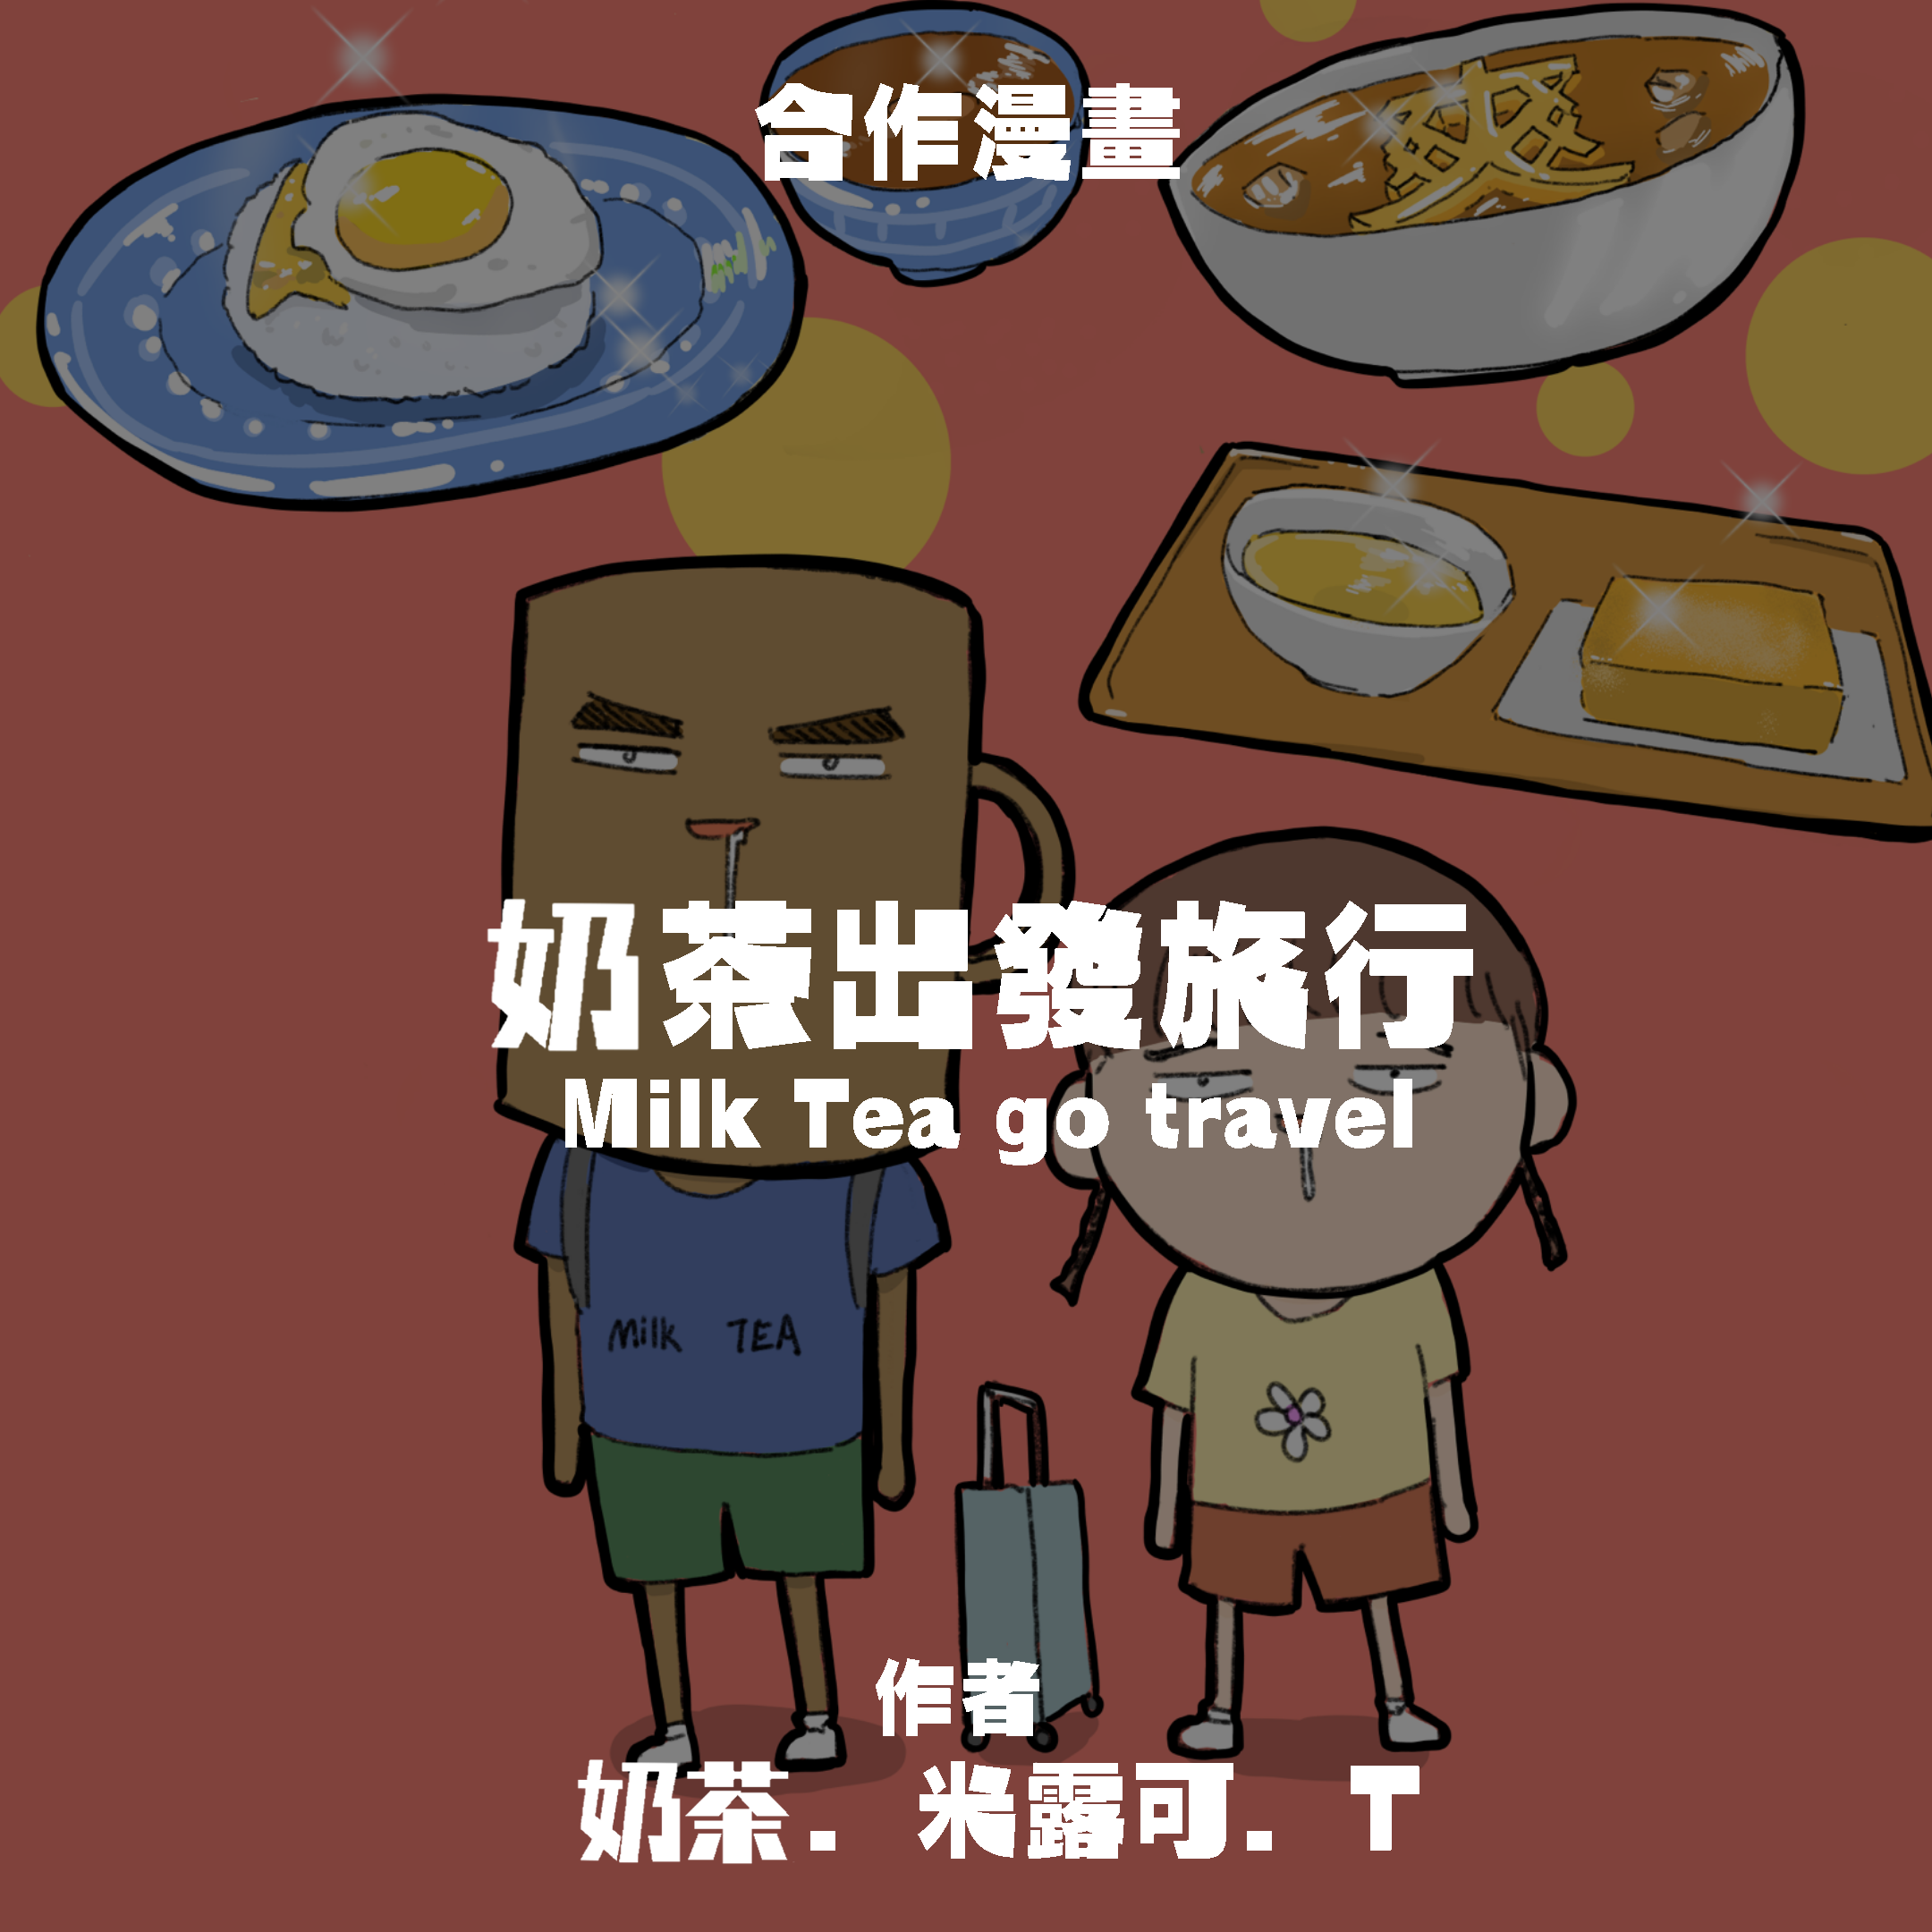 合作漫畫
奶茶出發旅行
Milk Tea go travel
Milk TEA
作者
奶茶. 米露可. T